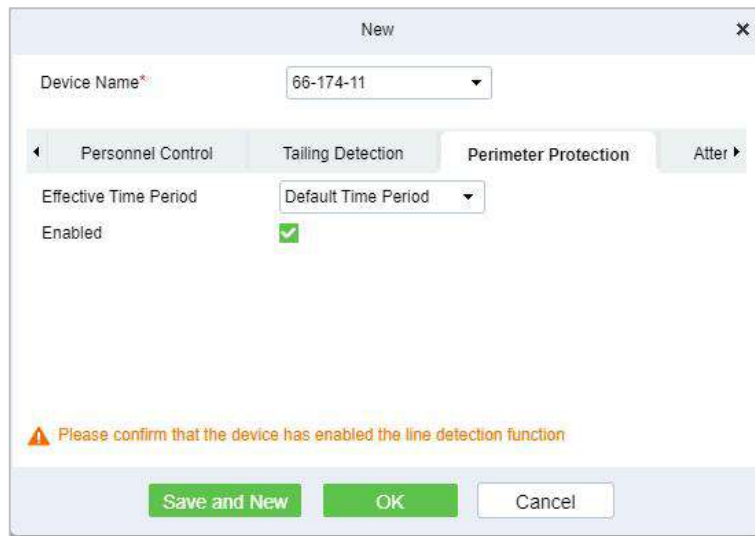 New
Device Name*
66-174-11
Personnel Control
Tailing Detection
Perimeter Protection
Atter
Effective Time Period
Default Time Period
Enabled
Please confirm that the device has enabled the line detection function
Save and New
OK
Cancel